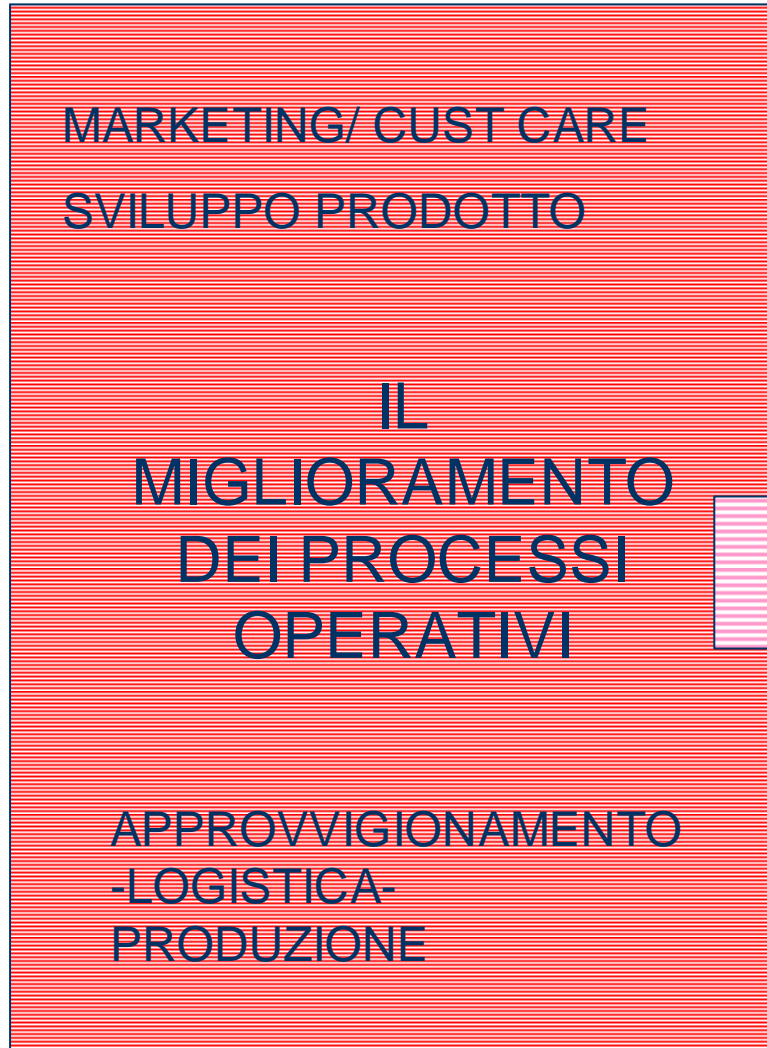 MARKETING/ CUST CARE
SVILUPPO PRODOTTO
IL
MIGLIORAMENTO
DEI PROCESSI
OPERATIVI
APPROVVIGIONAMENTO
-LOGISTICA-
PRODUZIONE